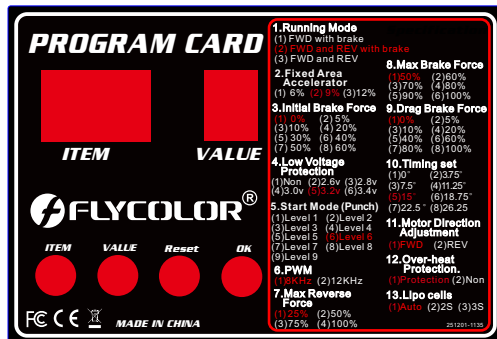 PROGRAM CARD
ITEM
VALUE
FLYCOLOR®
ITEM VALUE Reset OK
FC CE
MADE IN CHINA
1.Running Mode
(1) FWD with brake
(2) FWD and REV with brake
(3) FWD and REV
2.Fixed Area
Accelerator
(1) 6% (2) 9% (3)12%
3.Initial Brake Force
(1) 0% (2)5%
(3)10% (4)20%
(5)30% (6)40%
(7)50% (8)60%
4.Low Voltage
Protection
(1)Non (2)2.6v (3)2.8v
(4)3.0v (5)3.2v (6)3.4v
5.Start Mode (Punch)
(1)Level 1 (2)Level 2
(3)Level 3 (4)Level 4
(5)Level 5 (6)Level 6
(7)Level 7 (8)Level 8
(9)Level 9
6.PWM
(1)8KHz (2)12KHz
7.Max Reverse
Force
(1)25% (2)50%
(3)75% (4)100%
8.Max Brake Force
(1)50% (2)60%
(3)70% (4)80%
(5)90% (6)100%
9.Drag Brake Force
(1)0% (2)5%
(3)10% (4)20%
(5)40% (6)60%
(7)80% (8)100%
10.Timing set
(1)0° (2)3.75°
(3)7.5° (4)11.25°
(5)15° (6)18.75°
(7)22.5° (8)26.25
11.Motor Direction
Adjustment
(1)FWD (2)REV
12.Over-heat
Protection.
(1)Protection (2)Non
13.Lipo cells
(1)Auto (2)2S (3)3S
251201-1135